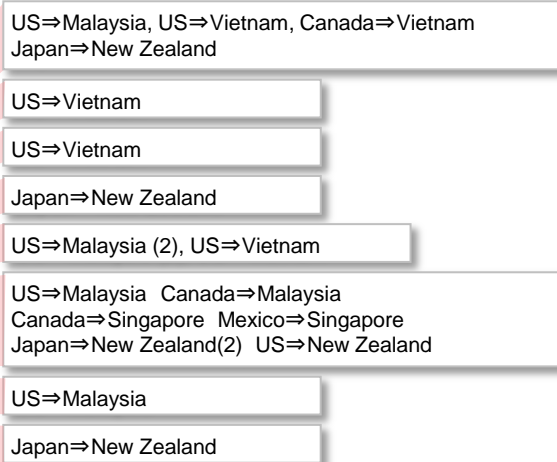 US⇒Malaysia, US⇒Vietnam, Canada⇒Vietnam
Japan⇒New Zealand
US⇒Vietnam
US⇒Vietnam
Japan⇒New Zealand
US⇒Malaysia (2), US⇒Vietnam
US⇒Malaysia  Canada⇒Malaysia
Canada⇒Singapore  Mexico⇒Singapore
Japan⇒New Zealand(2)  US⇒New Zealand
US⇒Malaysia
Japan⇒New Zealand